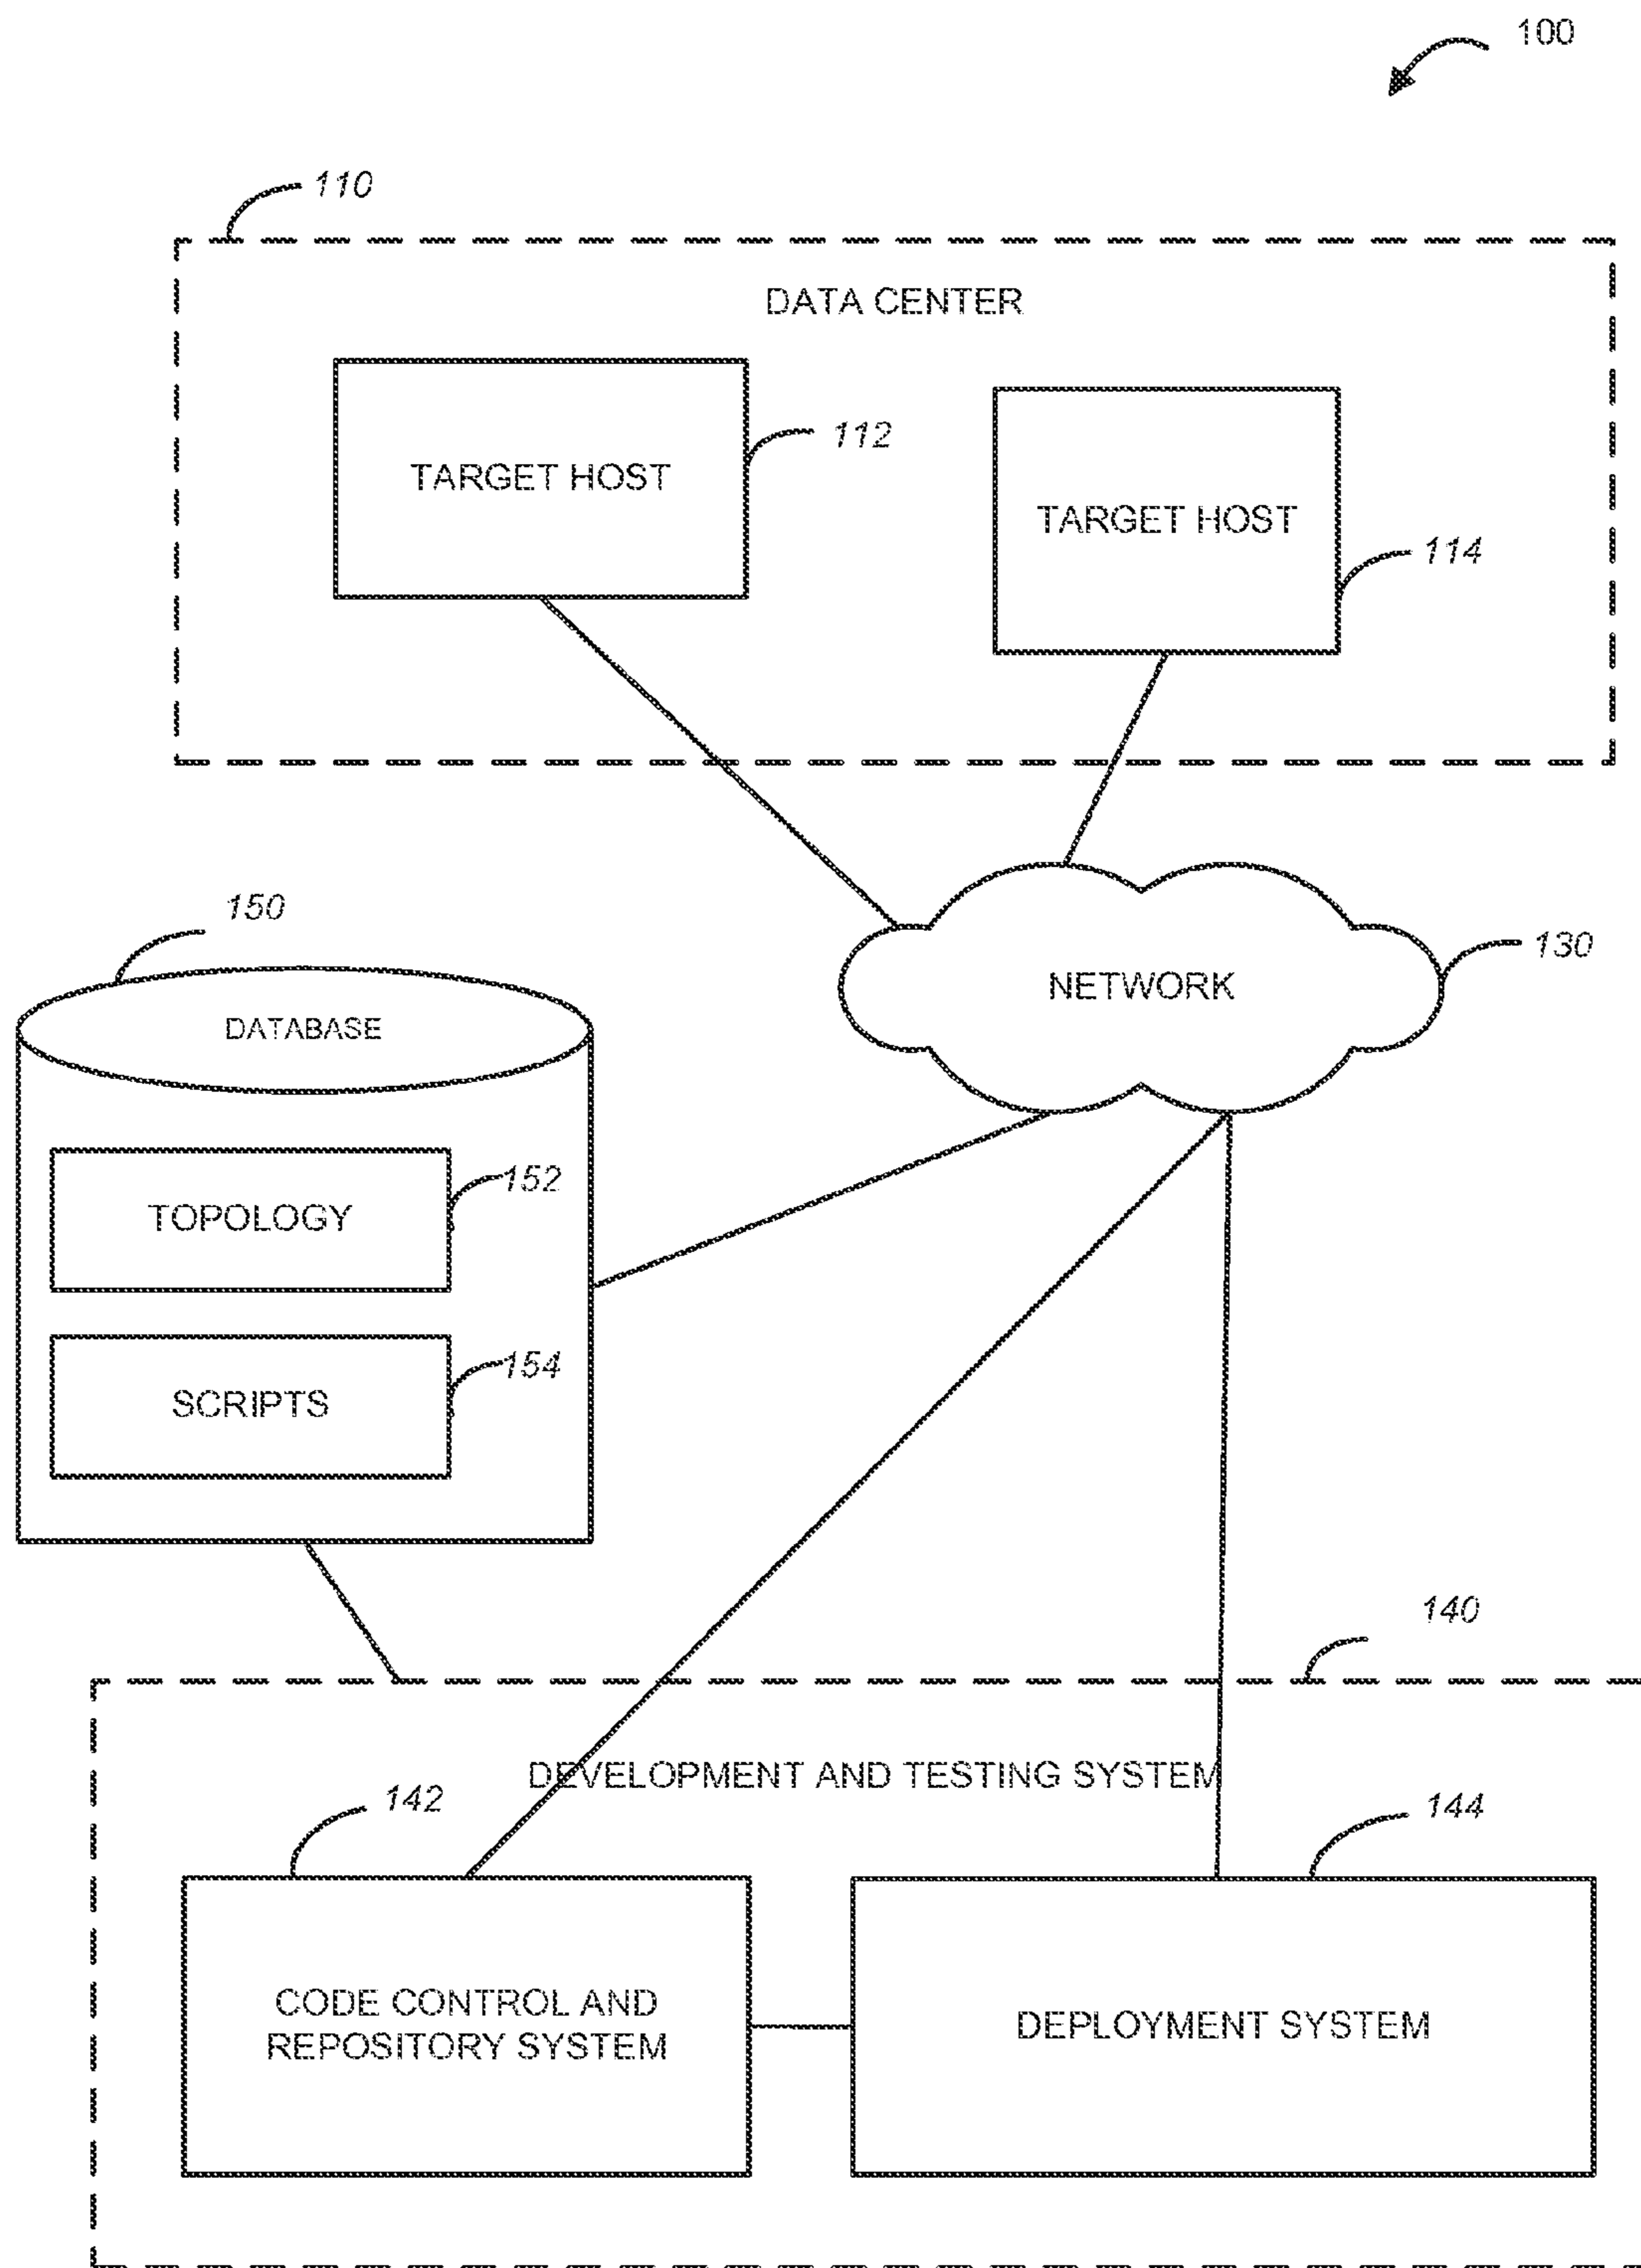 100
110
DATA CENTER
TARGET HOST
112
TARGET HOST
114
150
DATABASE
NETWORK
130
TOPOLOGY
152
SCRIPTS
154
140
DEVELOPMENT AND TESTING SYSTEM
142
144
CODE CONTROL AND
REPOSITORY SYSTEM
DEPLOYMENT SYSTEM